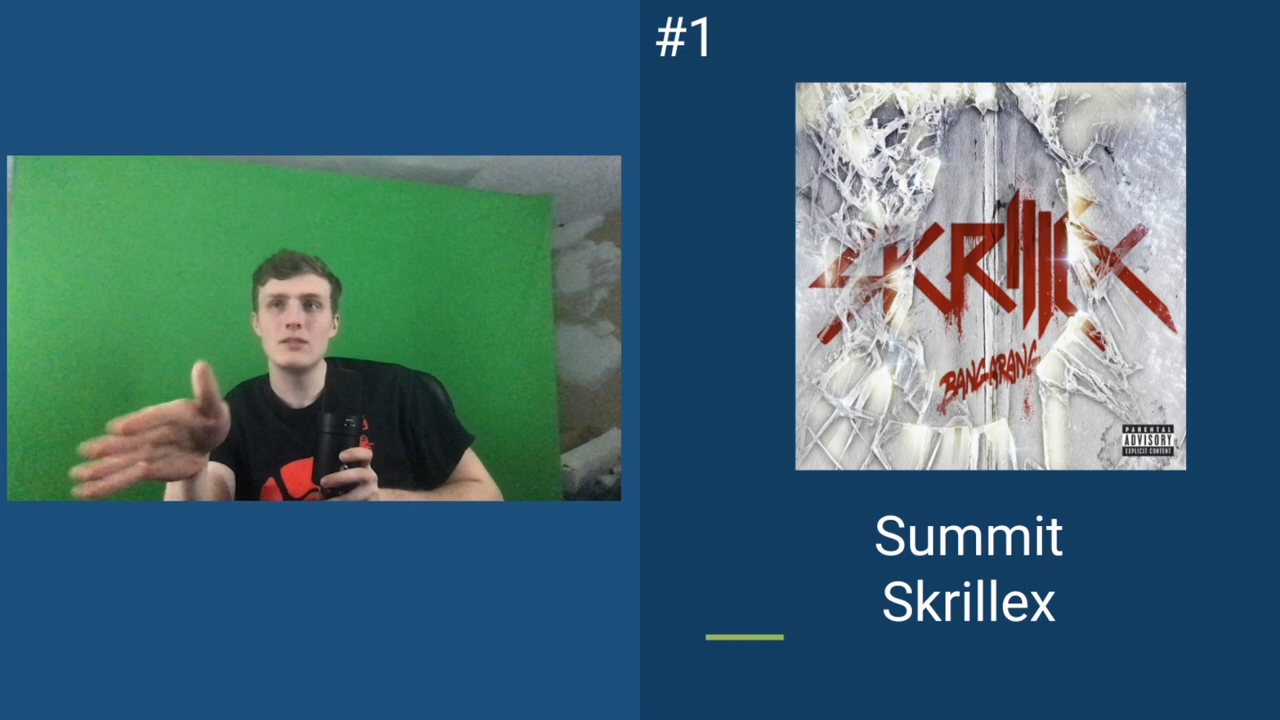 #1
SKRILLEX
BANGARANG
PARENTAL
ADVISORY
EXPLICIT CONTENT
Summit
Skrillex